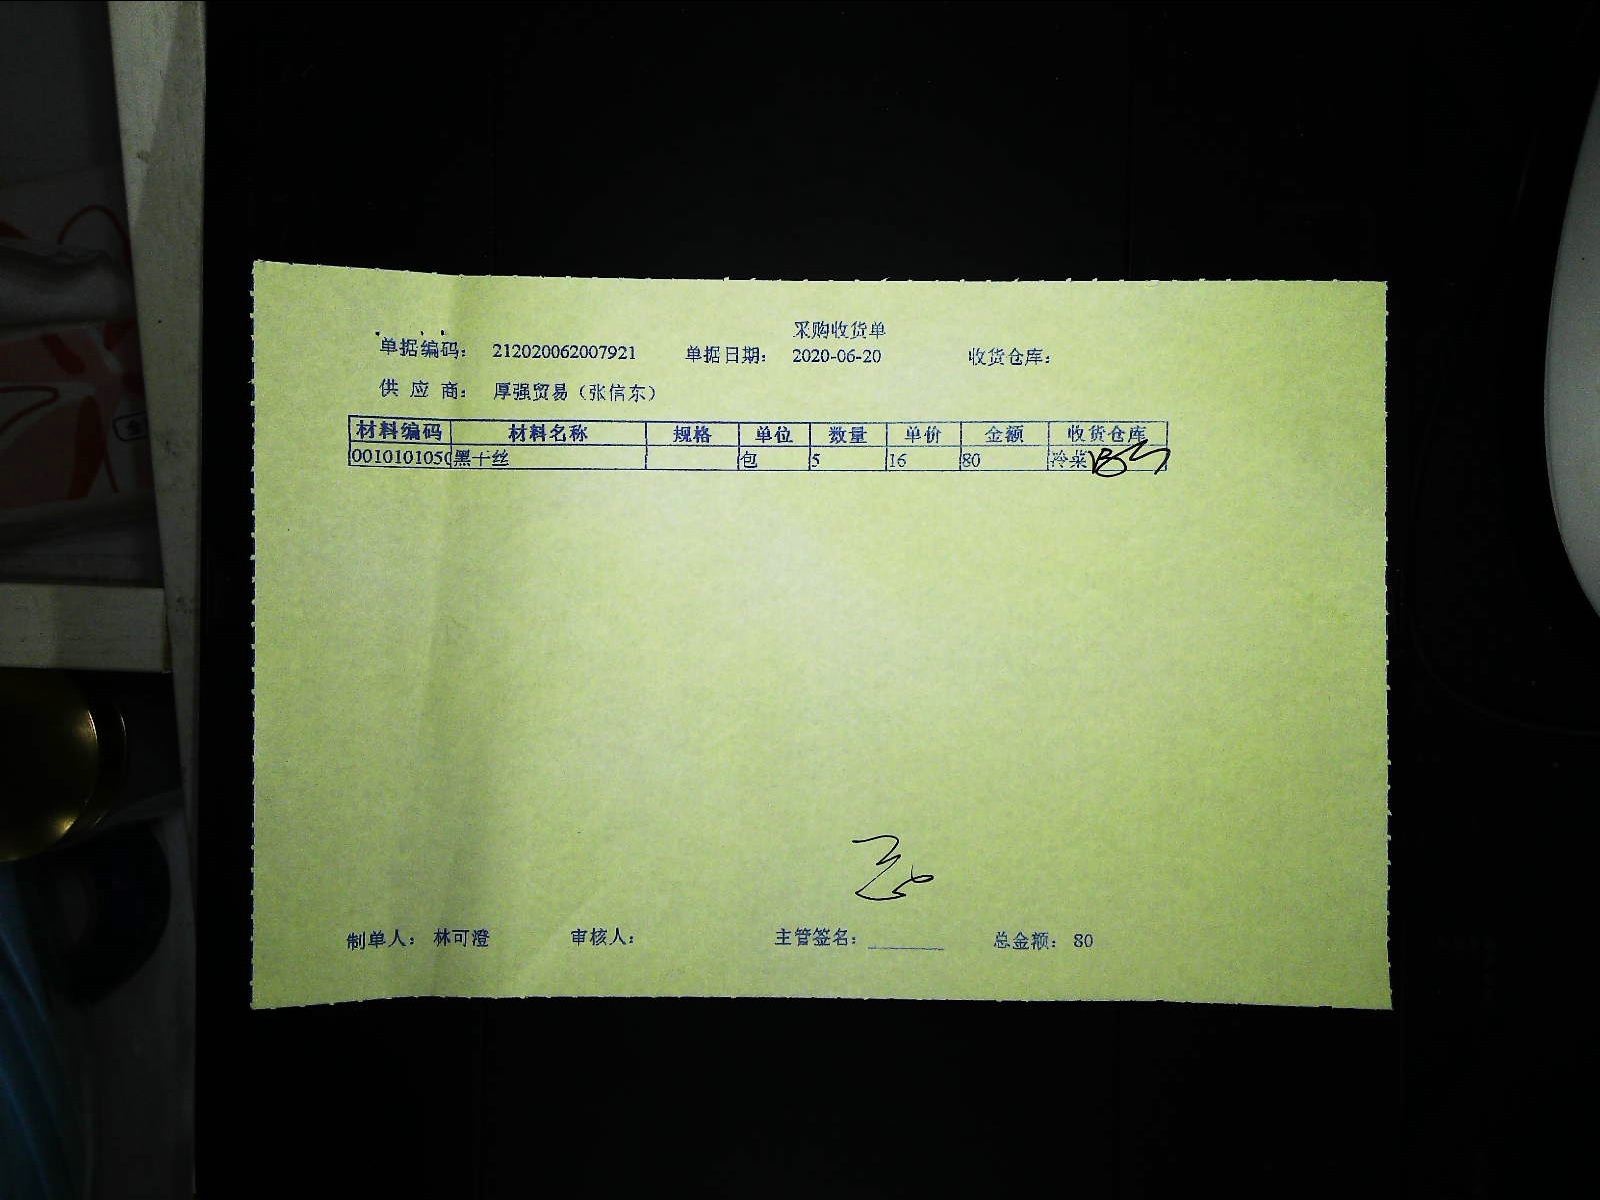 采购收货单
单据编码： 212020062007921 单据日期： 2020-06-20 收货仓库：
供 应 商： 厚强贸易（张信东）
材料编码 材料名称 规格 单位 数量 单价 金额 收货仓库
001010105 黑干丝 包 5 16 80 冷菜
制单人： 林可澄 审核人： 主管签名： 总金额： 80